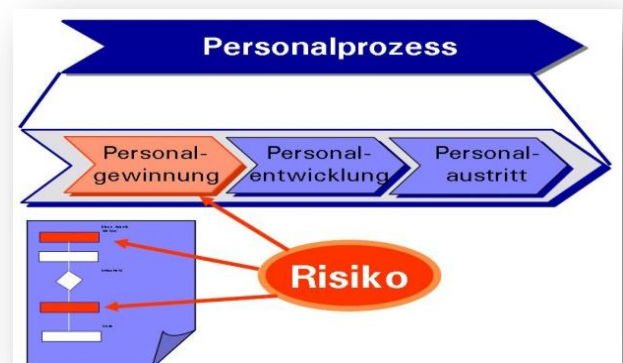 Personalprozess
Personal-
gewinnung
Personal-
entwicklung
Personal-
austritt
Risiko